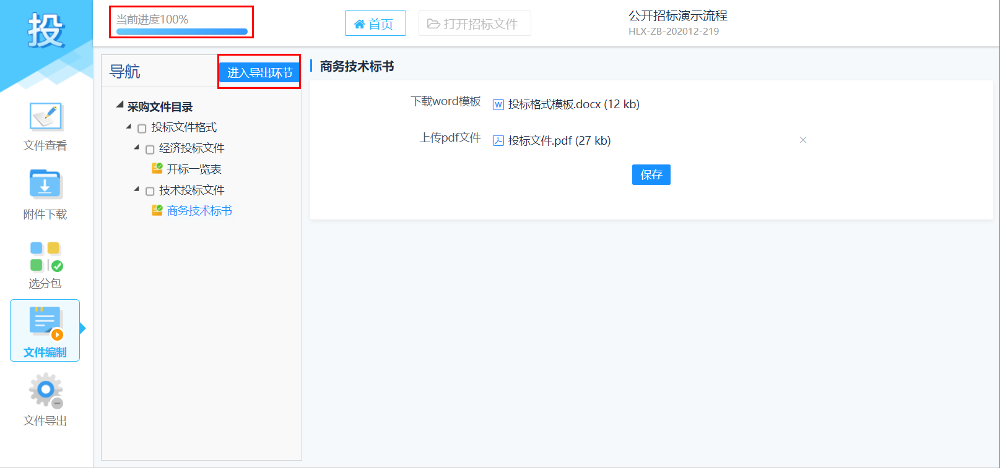 投
当前进度100%
首页
打开招标文件
公开招标演示流程
HLX-ZB-202012-219
文件查看
附件下载
选分包
文件编制
文件导出
导航
进入导出环节
采购文件目录
投标文件格式
经济投标文件
开标一览表
技术投标文件
商务技术标书
商务技术标书
下载word模板
投标格式模板.docx (12 kb)
上传pdf文件
投标文件.pdf (27 kb)
保存